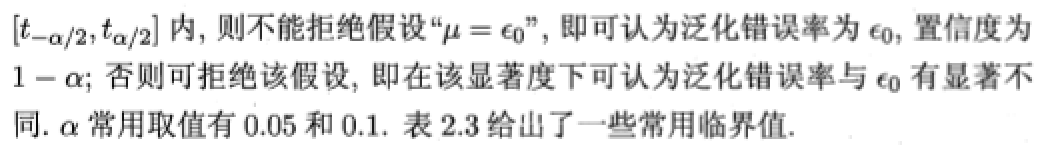 [t₋α/₂, tα/₂] 内, 则不能拒绝假设“μ = ϵ₀”, 即可认为泛化错误率为 ϵ₀, 置信度为
1 − α; 否则可拒绝该假设, 即在该显著度下可认为泛化错误率与 ϵ₀ 有显著不
同. α 常用取值有 0.05 和 0.1. 表 2.3 给出了一些常用临界值.